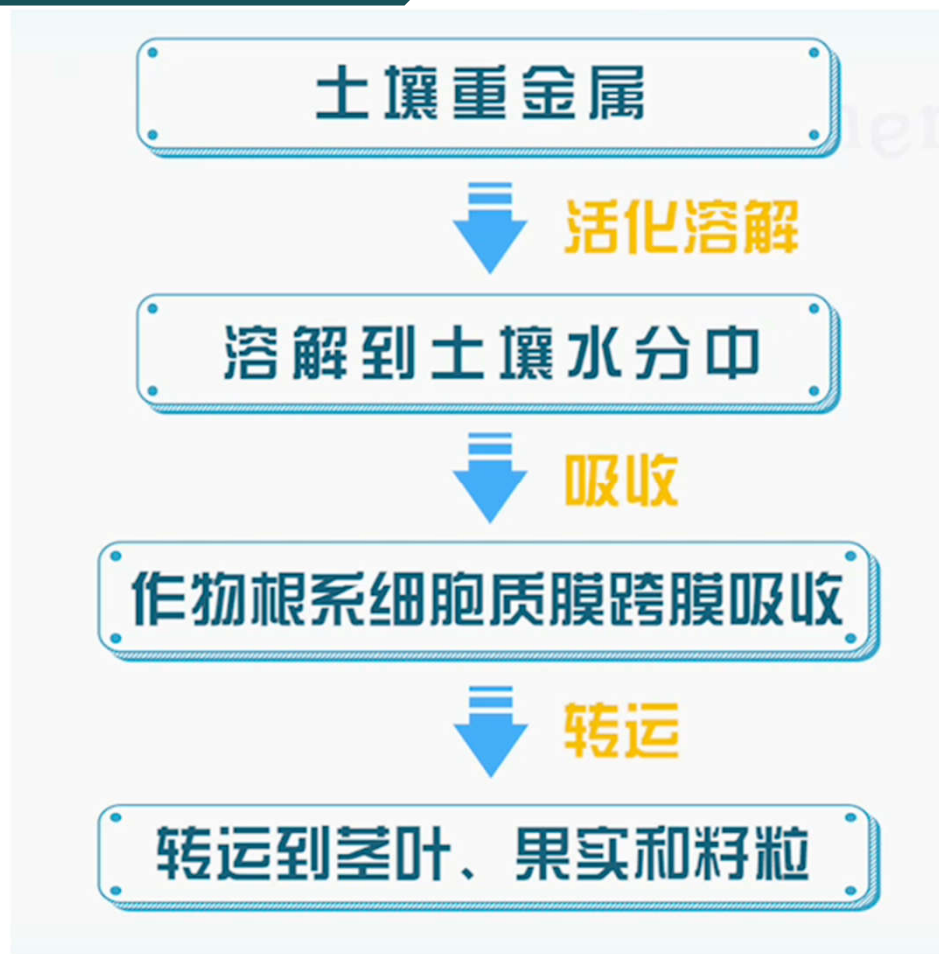 土壤重金属
活化溶解
溶解到土壤水分中
吸收
作物根系细胞质膜跨膜吸收
转运
转运到茎叶、果实和籽粒